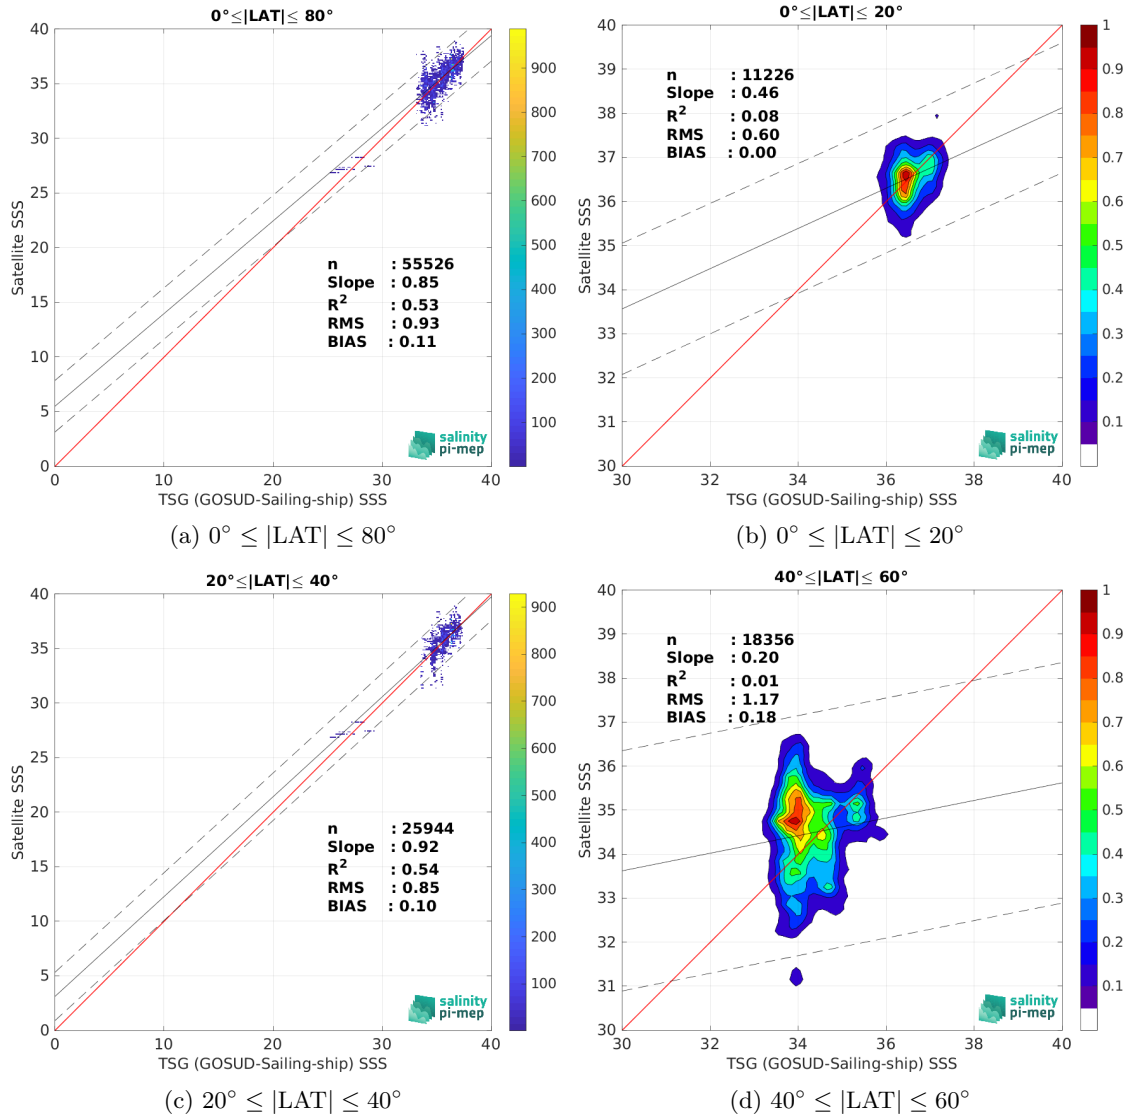 0°≤|LAT|≤ 80°
40
35
30
25
20
15
10
5
0
Satellite SSS
n : 55526
Slope : 0.85
R² : 0.53
RMS : 0.93
BIAS : 0.11
salinity
pi-mep
0 10 20 30 40
TSG (GOSUD-Sailing-ship) SSS
900
800
700
600
500
400
300
200
100
(a) 0° ≤ |LAT| ≤ 80°
0°≤|LAT|≤ 20°
40
39
38
37
36
35
34
33
32
31
30
Satellite SSS
n : 11226
Slope : 0.46
R² : 0.08
RMS : 0.60
BIAS : 0.00
salinity
pi-mep
30 32 34 36 38 40
TSG (GOSUD-Sailing-ship) SSS
1
0.9
0.8
0.7
0.6
0.5
0.4
0.3
0.2
0.1
(b) 0° ≤ |LAT| ≤ 20°
20°≤|LAT|≤ 40°
40
35
30
25
20
15
10
5
0
Satellite SSS
n : 25944
Slope : 0.92
R² : 0.54
RMS : 0.85
BIAS : 0.10
salinity
pi-mep
0 10 20 30 40
TSG (GOSUD-Sailing-ship) SSS
900
800
700
600
500
400
300
200
100
(c) 20° ≤ |LAT| ≤ 40°
40°≤|LAT|≤ 60°
40
39
38
37
36
35
34
33
32
31
30
Satellite SSS
n : 18356
Slope : 0.20
R² : 0.01
RMS : 1.17
BIAS : 0.18
salinity
pi-mep
30 32 34 36 38 40
TSG (GOSUD-Sailing-ship) SSS
1
0.9
0.8
0.7
0.6
0.5
0.4
0.3
0.2
0.1
(d) 40° ≤ |LAT| ≤ 60°